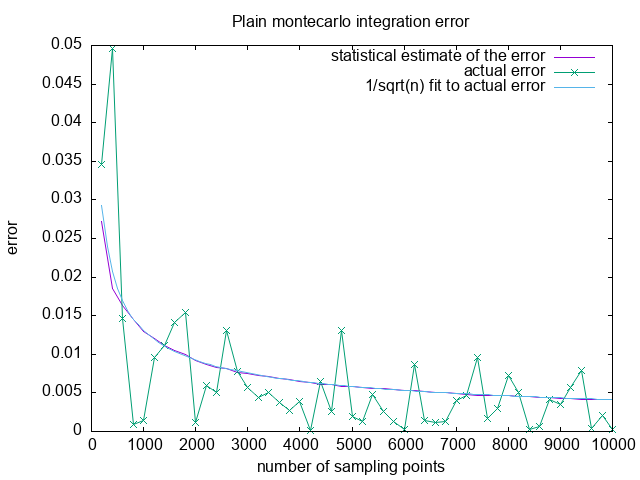 Plain montecarlo integration error
statistical estimate of the error
actual error
1/sqrt(n) fit to actual error
0.05
0.045
0.04
0.035
0.03
0.025
0.02
0.015
0.01
0.005
0
error
0 1000 2000 3000 4000 5000 6000 7000 8000 9000 10000
number of sampling points